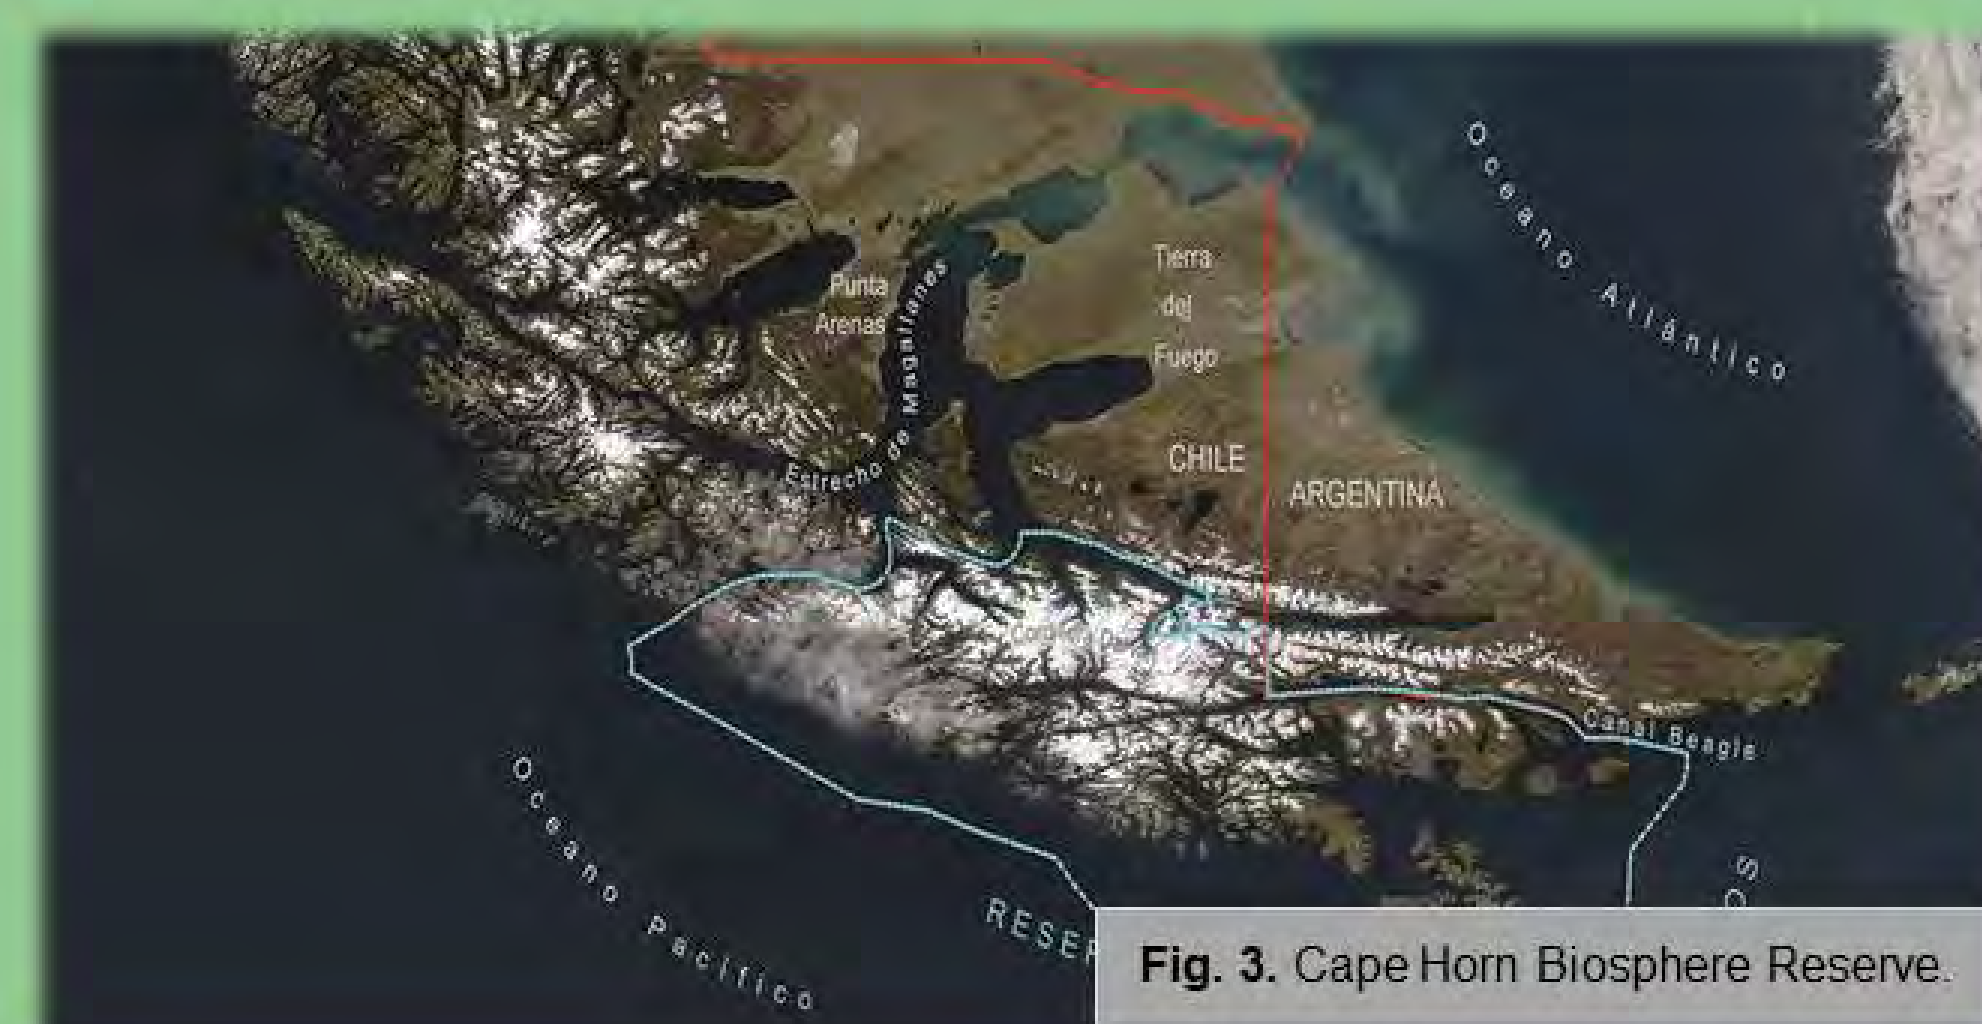 Oceano Atlántico
Tierra
del
Fuego
Punta
Arenas
Estrecho de Magallanes
CHILE
ARGENTINA
Canal Beagle
Oceano Pacífico
RESER
Fig. 3. Cape Horn Biosphere Reserve.